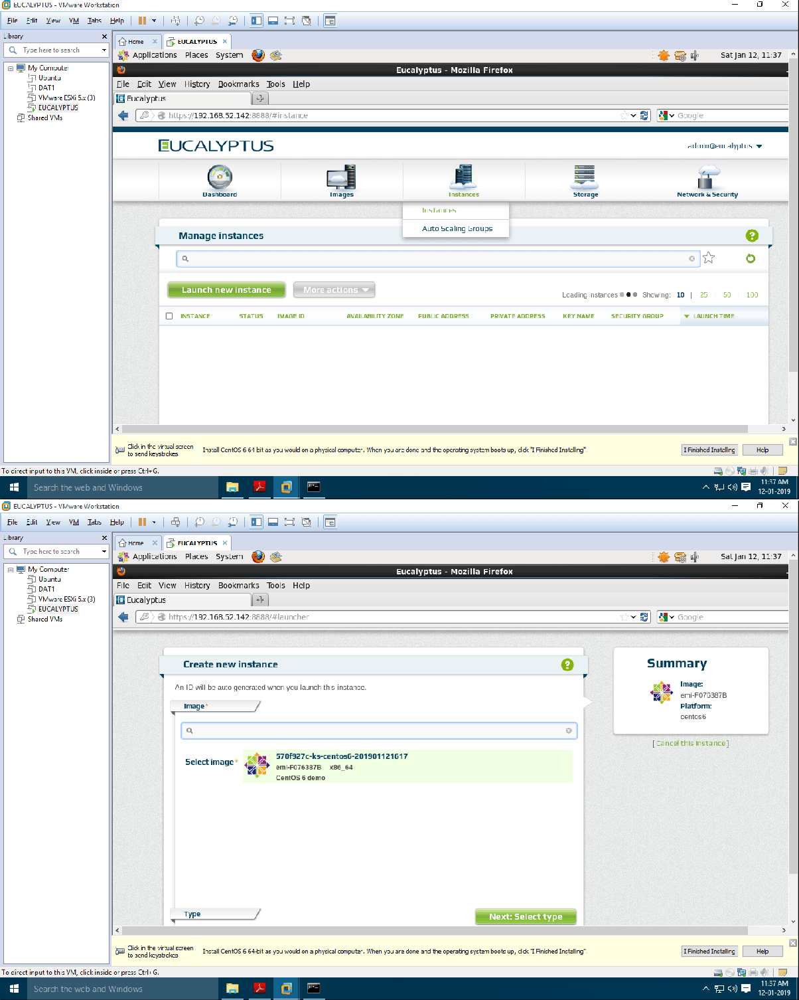 EUCALYPTUS - VMware Workstation
File Edit View VM Tabs Help
Library
Type here to search
My Computer
Ubuntu
DAT1
VMware ESXi 5.x (3)
EUCALYPTUS
Shared VMs
Home EUCALYPTUS
Applications Places System Sat Jan 12, 11:37
Eucalyptus - Mozilla Firefox
File Edit View History Bookmarks Tools Help
Eucalyptus
https://192.168.52.142:8888/#instance Google
EUCALYPTUS admin@eucalyptus
Dashboard Images Instances Storage Network & Security
Instances
Auto Scaling Groups
Manage instances ?
Launch new instance More actions Loading instances Showing: 10 | 25 | 50 | 100
INSTANCE STATUS IMAGE ID AVAILABILITY ZONE PUBLIC ADDRESS PRIVATE ADDRESS KEY NAME SECURITY GROUP LAUNCH TIME
Click in the virtual screen
to send keystrokes
Install CentOS 6 64-bit as you would on a physical computer. When you are done and the operating system boots up, click "I Finished Installing".
I Finished Installing Help
To direct input to this VM, click inside or press Ctrl+G.
Search the web and Windows
11:37 AM
12-01-2019
EUCALYPTUS - VMware Workstation
File Edit View VM Tabs Help
Library
Type here to search
My Computer
Ubuntu
DAT1
VMware ESXi 5.x (3)
EUCALYPTUS
Shared VMs
Home EUCALYPTUS
Applications Places System Sat Jan 12, 11:37
Eucalyptus - Mozilla Firefox
File Edit View History Bookmarks Tools Help
Eucalyptus
https://192.168.52.142:8888/#launcher Google
Create new instance ?
An ID will be auto generated when you launch this instance.
Image *
Select image *
570f927c-ks-centos6-201901121617
emi-F076387B x86_64
CentOS 6 demo
Type
Next: Select type
Summary
Image:
emi-F076387B
Platform:
centos6
[ Cancel this instance ]
Click in the virtual screen
to send keystrokes
Install CentOS 6 64-bit as you would on a physical computer. When you are done and the operating system boots up, click "I Finished Installing".
I Finished Installing Help
To direct input to this VM, click inside or press Ctrl+G.
Search the web and Windows
11:37 AM
12-01-2019